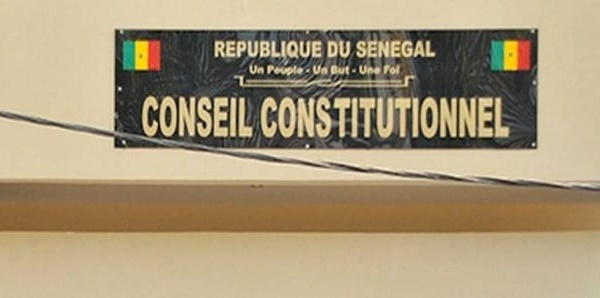 REPUBLIQUE DU SENEGAL
Un Peuple - Un But - Une Foi
CONSEIL CONSTITUTIONNEL